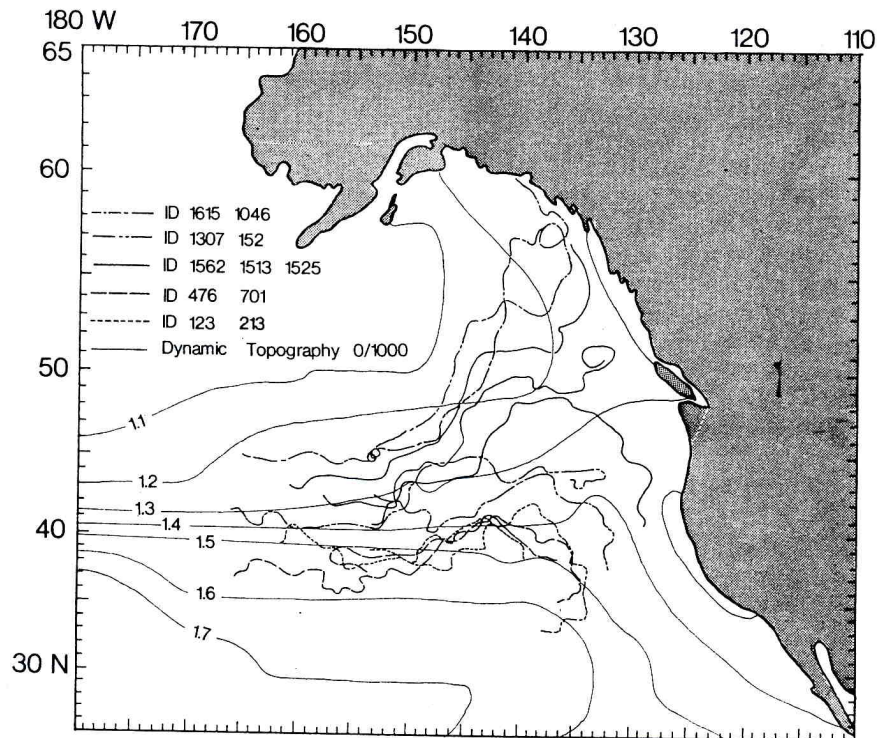 180 W 170 160 150 140 130 120 110
65
60
50
40
30 N
ID 1615 1046
ID 1307 152
ID 1562 1513 1525
ID 476 701
ID 123 213
Dynamic Topography 0/1000
1.1
1.2
1.3
1.4
1.5
1.6
1.7